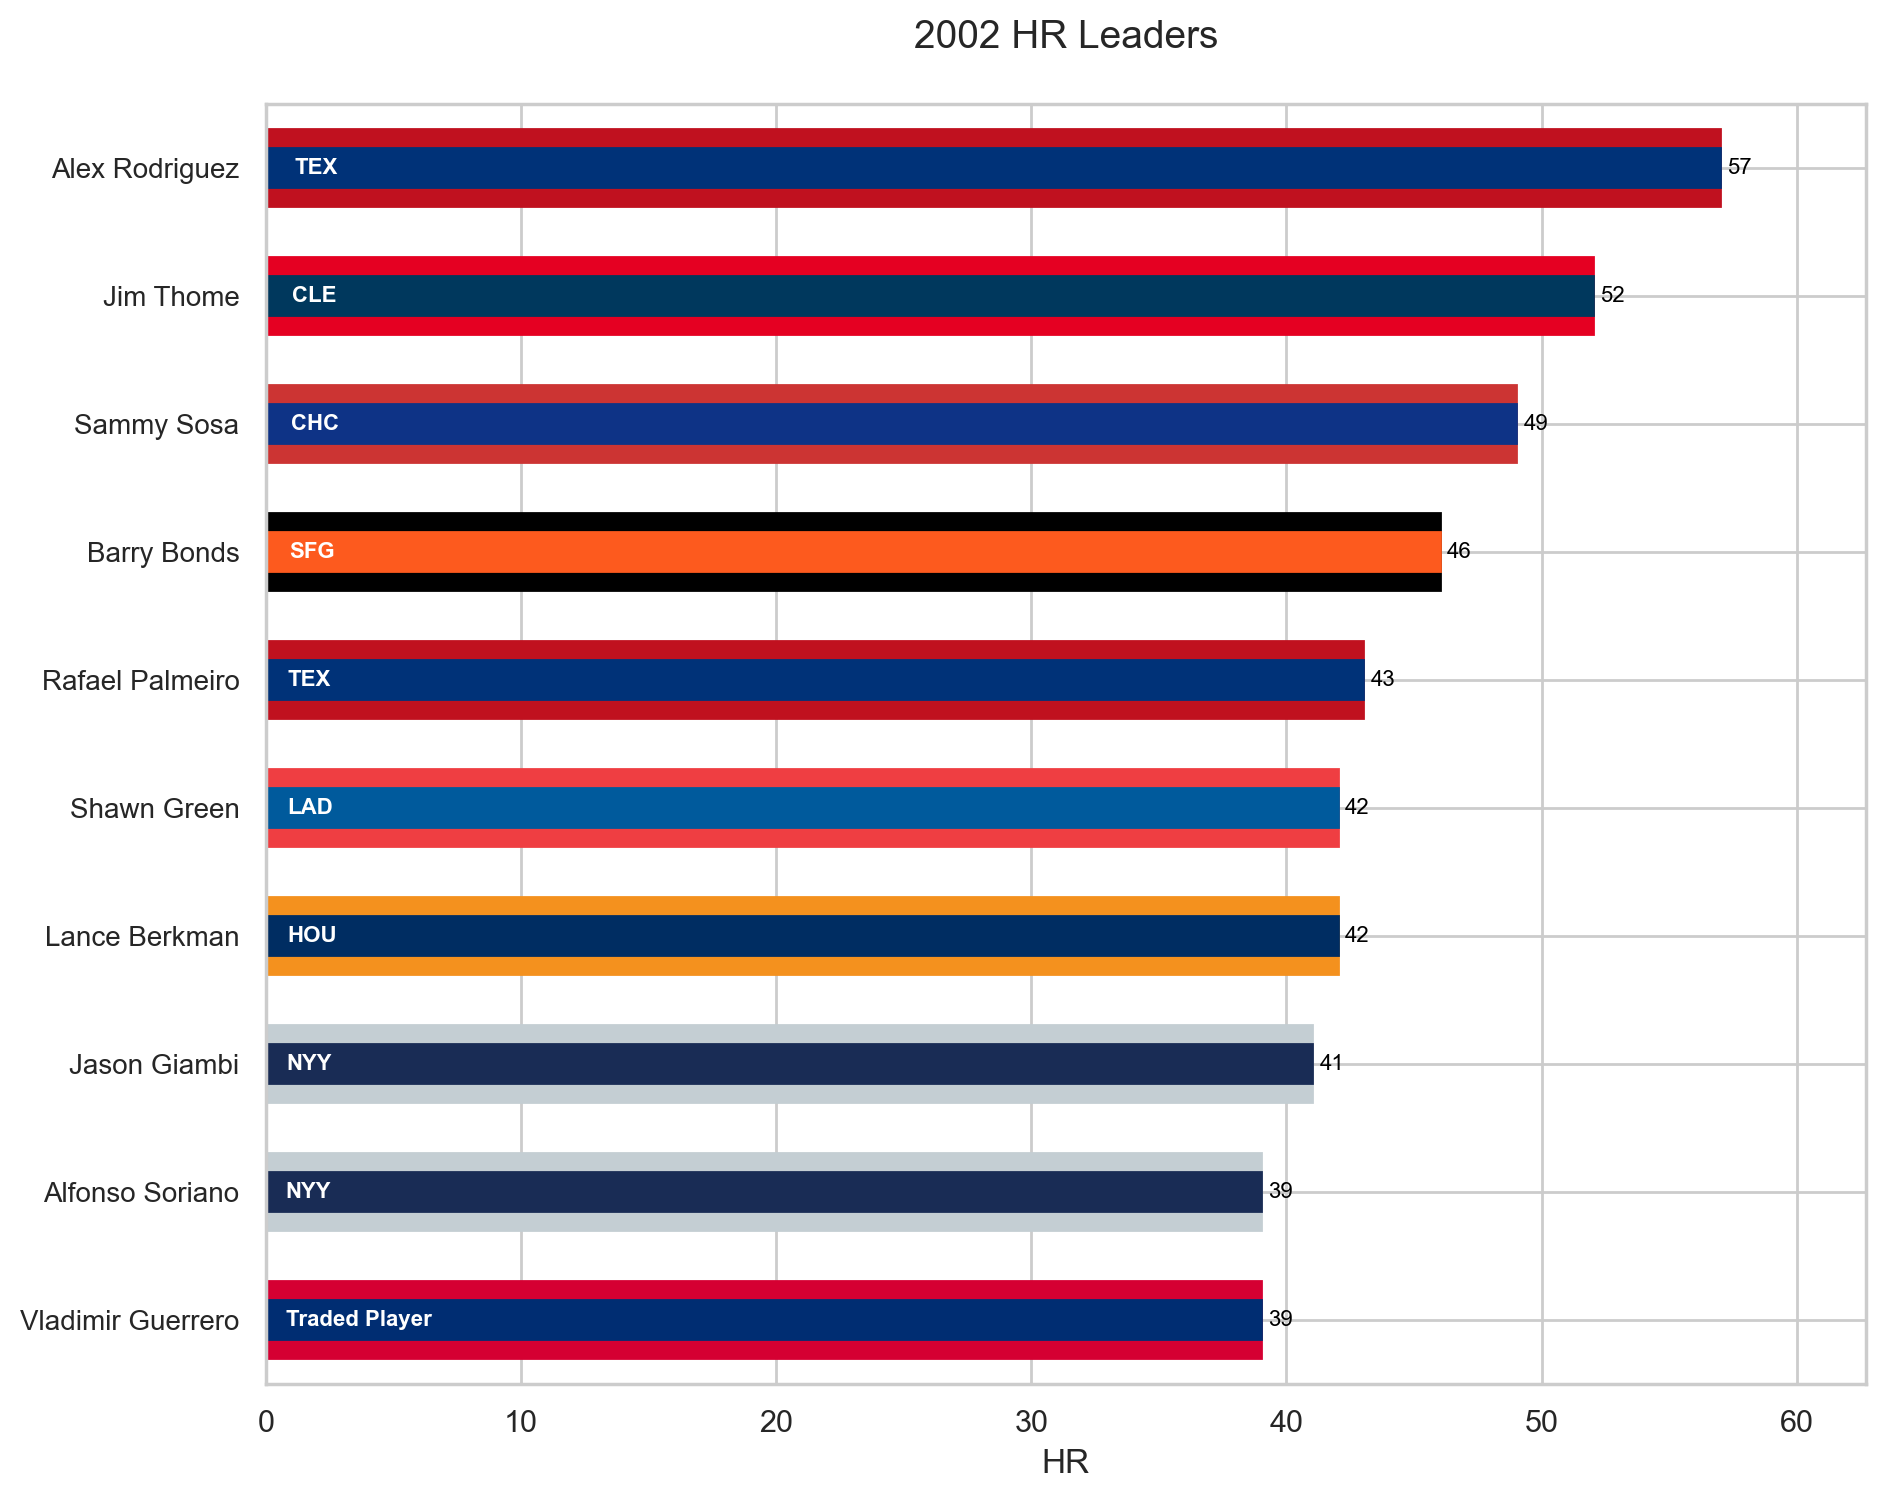 2002 HR Leaders
Alex Rodriguez TEX 57
Jim Thome CLE 52
Sammy Sosa CHC 49
Barry Bonds SFG 46
Rafael Palmeiro TEX 43
Shawn Green LAD 42
Lance Berkman HOU 42
Jason Giambi NYY 41
Alfonso Soriano NYY 39
Vladimir Guerrero Traded Player 39
0 10 20 30 40 50 60
HR